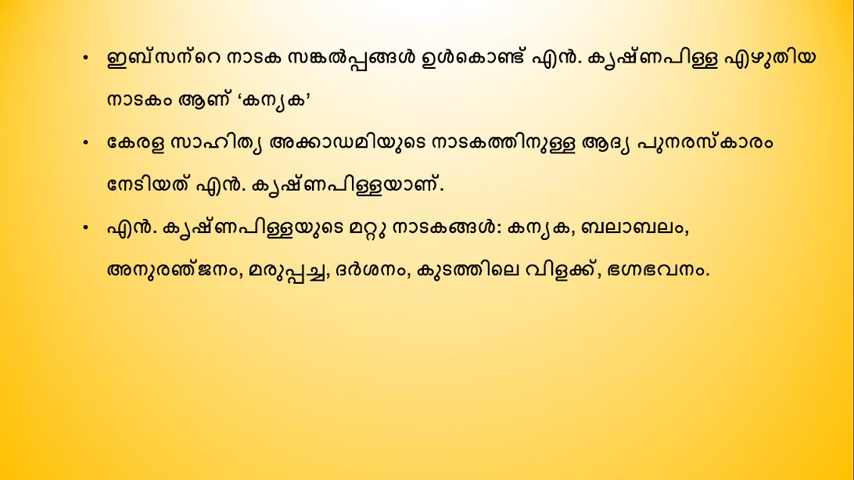 • ഇബ്സന്റെ നാടക സങ്കൽപ്പങ്ങൾ ഉൾകൊണ്ട് എൻ. കൃഷ്ണപിള്ള എഴുതിയ
നാടകം ആണ് ‘കന്യക’
• കേരള സാഹിത്യ അക്കാഡമിയുടെ നാടകത്തിനുള്ള ആദ്യ പുനരസ്കാരം
നേടിയത് എൻ. കൃഷ്ണപിള്ളയാണ്.
• എൻ. കൃഷ്ണപിള്ളയുടെ മറ്റു നാടകങ്ങൾ: കന്യക, ബലാബലം,
അനുരഞ്ജനം, മരുപ്പച്ച, ദർശനം, കുടത്തിലെ വിളക്ക്, ഭഗ്നഭവനം.